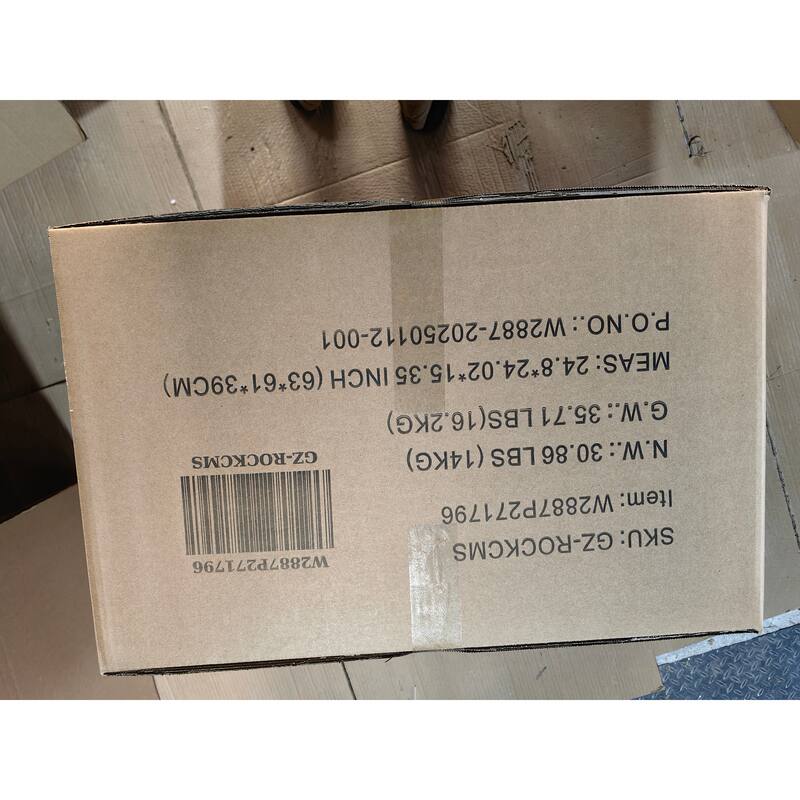 SKU: GZ-ROCKCMS
Item: W2887P271796
N.W.: 30.86 LBS (14KG)
G.W.: 35.71 LBS(16.2KG)
MEAS: 24.8*24.02*15.35 INCH (63*61*39CM)
P.O.NO.: W2887-20250112-001
W2887P271796
GZ-ROCKCMS